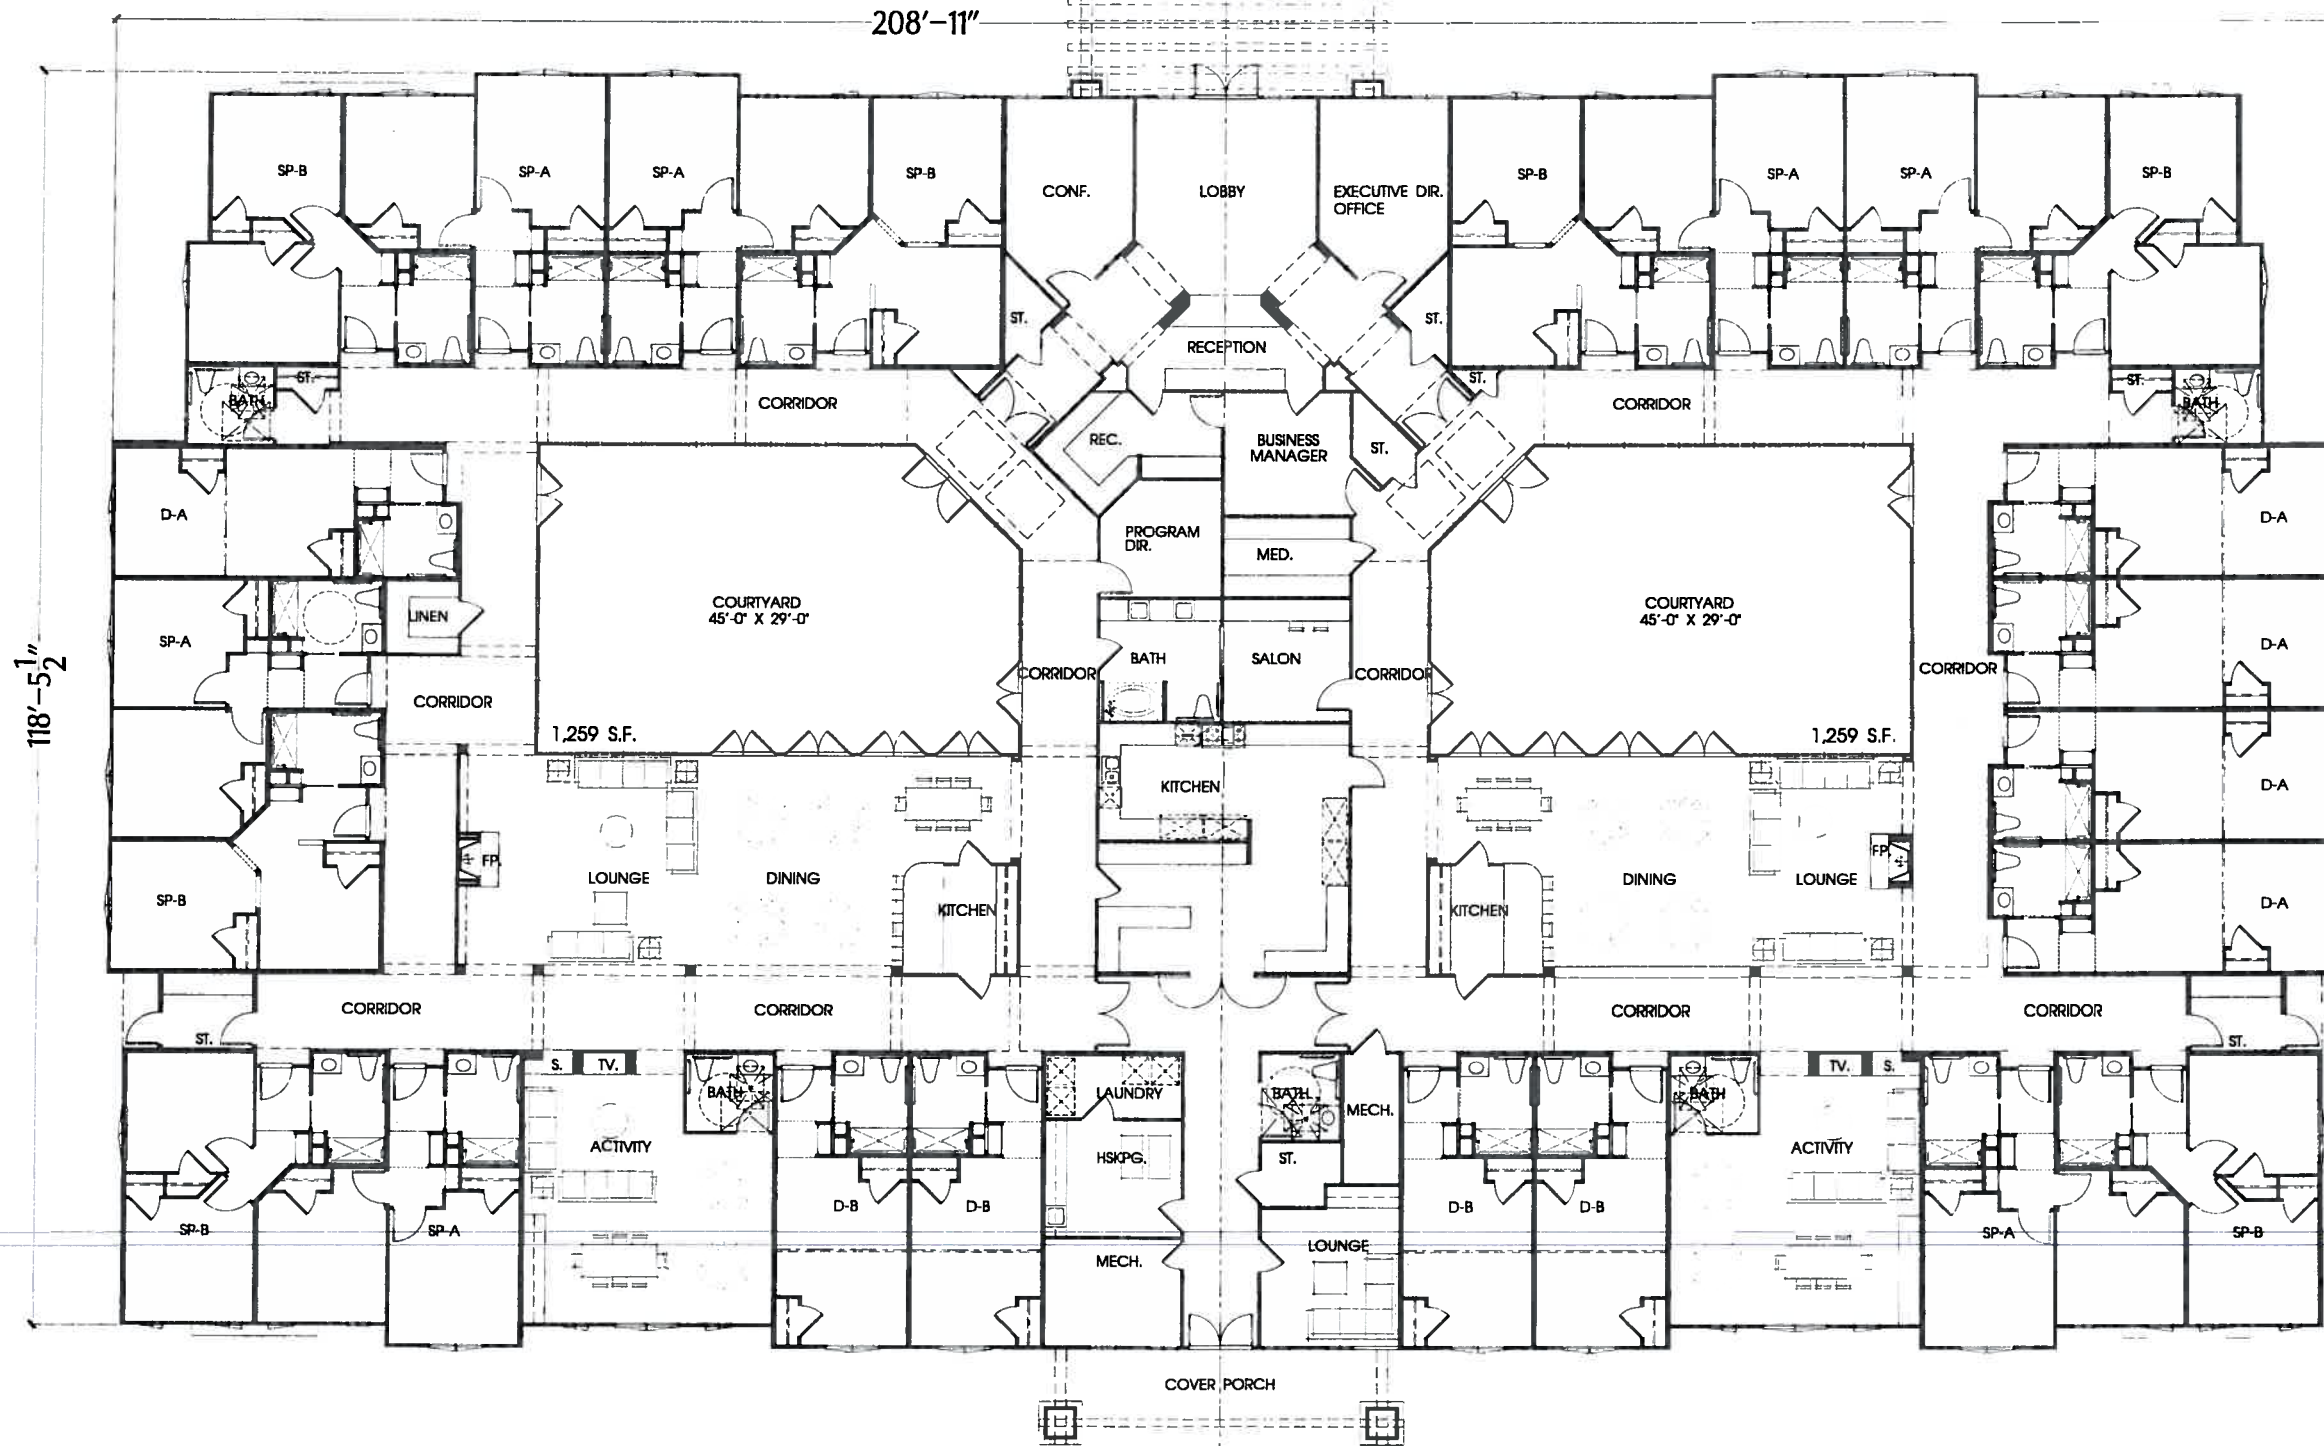 208'-11"
118'-5 1/2"
SP-B
SP-A
SP-A
SP-B
CONF.
LOBBY
EXECUTIVE DIR.
OFFICE
SP-B
SP-A
SP-A
SP-B
ST.
ST.
RECEPTION
ST.
BATH
CORRIDOR
ST.
CORRIDOR
ST.
BATH
REC.
BUSINESS
MANAGER
ST.
D-A
PROGRAM
DIR.
MED.
D-A
LINEN
COURTYARD
45'-0" X 29'-0"
COURTYARD
45'-0" X 29'-0"
SP-A
BATH
SALON
D-A
CORRIDOR
CORRIDOR
CORRIDOR
CORRIDOR
1,259 S.F.
1,259 S.F.
KITCHEN
D-A
FP.
FP
LOUNGE
DINING
DINING
LOUNGE
SP-B
KITCHEN
KITCHEN
D-A
CORRIDOR
CORRIDOR
CORRIDOR
CORRIDOR
ST.
ST.
S.
TV.
TV.
S.
BATH
LAUNDRY
BATH
MECH.
BATH
ACTIVITY
HSKPG.
ST.
ACTIVITY
SP-B
SP-A
D-B
D-B
D-B
D-B
SP-A
SP-B
LOUNGE
MECH.
COVER PORCH